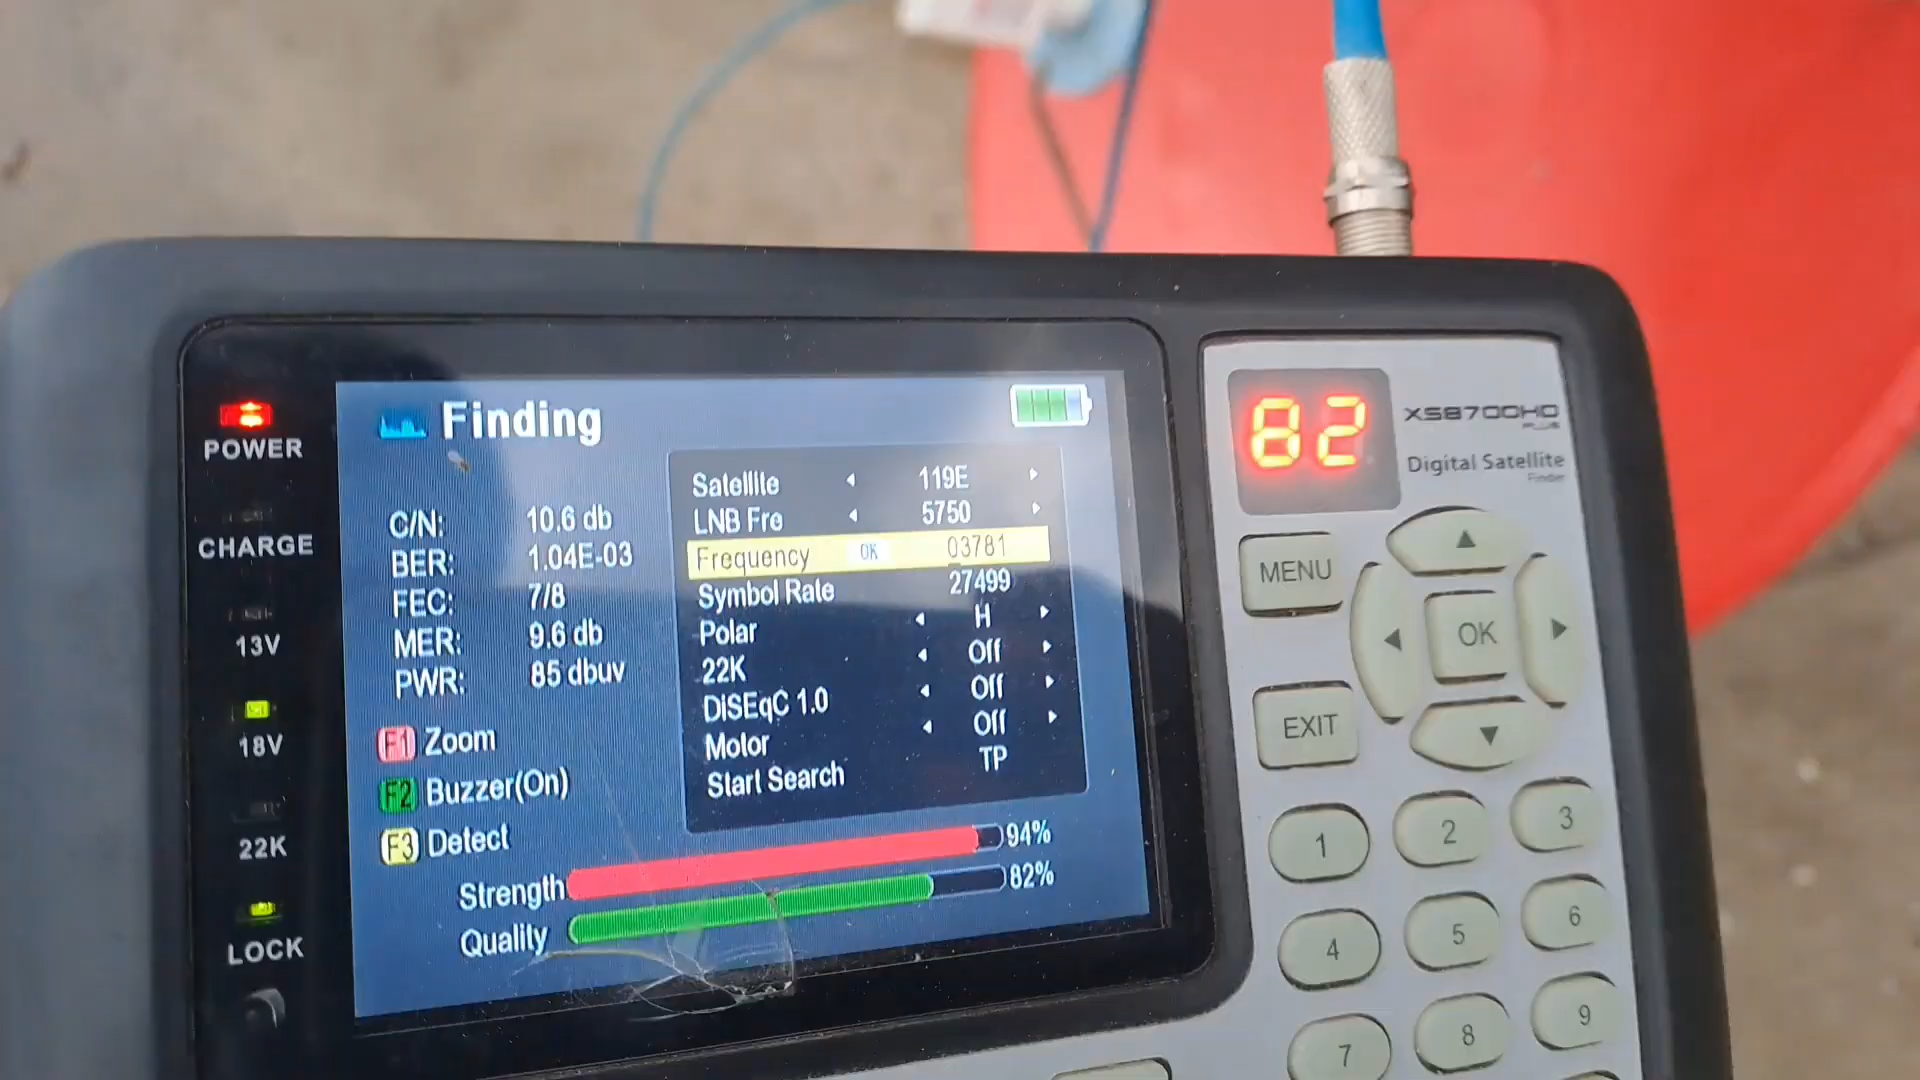 Finding
POWER
CHARGE
13V
18V
22K
LOCK
C/N: 10.6 db
BER: 1.04E-03
FEC: 7/8
MER: 9.6 db
PWR: 85 dbuv
F1 Zoom
F2 Buzzer(On)
F3 Detect
Satellite 119E
LNB Fre 5750
Frequency OK 03781
Symbol Rate 27499
Polar H
22K Off
DiSEqC 1.0 Off
Motor Off
Start Search TP
Strength 94%
Quality 82%
82
XS8700HD
PLUS
Digital Satellite
Finder
MENU
OK
EXIT
1 2 3
4 5 6
7 8 9